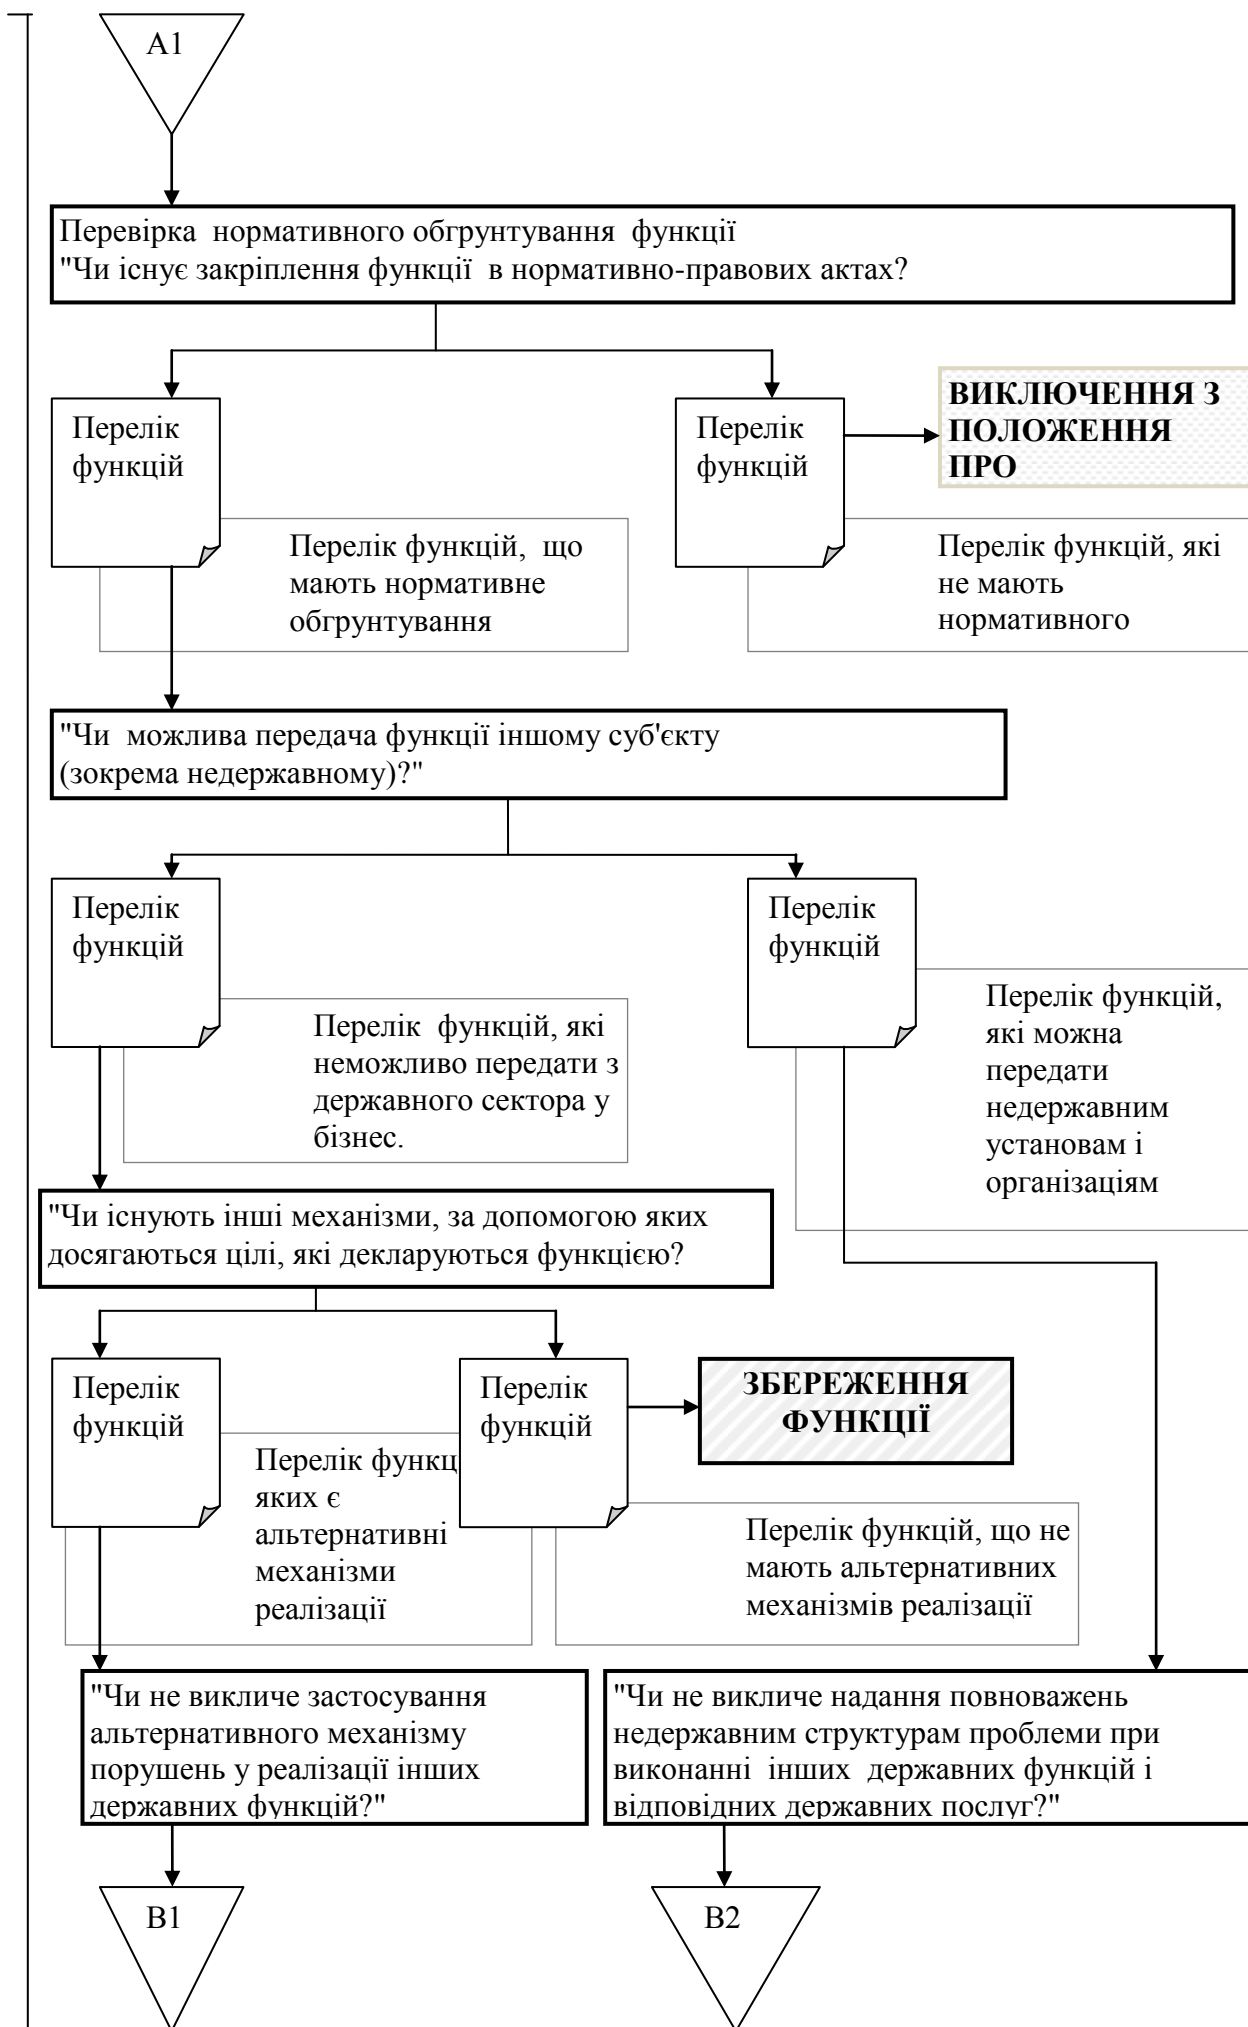 А1
Перевірка нормативного обгрунтування функції
"Чи існує закріплення функції в нормативно-правових актах?
Перелік
функцій
Перелік
функцій
ВИКЛЮЧЕННЯ З
ПОЛОЖЕННЯ
ПРО
Перелік функцій, що
мають нормативне
обгрунтування
Перелік функцій, які
не мають
нормативного
"Чи можлива передача функції іншому суб'єкту
(зокрема недержавному)?"
Перелік
функцій
Перелік
функцій
Перелік функцій, які
неможливо передати з
державного сектора у
бізнес.
Перелік функцій,
які можна
передати
недержавним
установам і
організаціям
"Чи існують інші механізми, за допомогою яких
досягаються цілі, які декларуються функцією?
Перелік
функцій
Перелік
функцій
ЗБЕРЕЖЕННЯ
ФУНКЦІЇ
Перелік функц
яких є
альтернативні
механізми
реалізації
Перелік функцій, що не
мають альтернативних
механізмів реалізації
"Чи не викличе застосування
альтернативного механізму
порушень у реалізації інших
державних функцій?"
"Чи не викличе надання повноважень
недержавним структурам проблеми при
виконанні інших державних функцій і
відповідних державних послуг?"
В1
В2